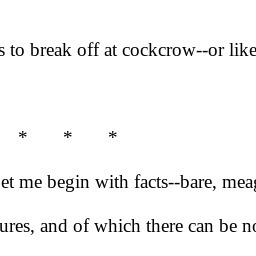 s to break off at cockcrow--or like
* * *
et me begin with facts--bare, mea
ures, and of which there can be no